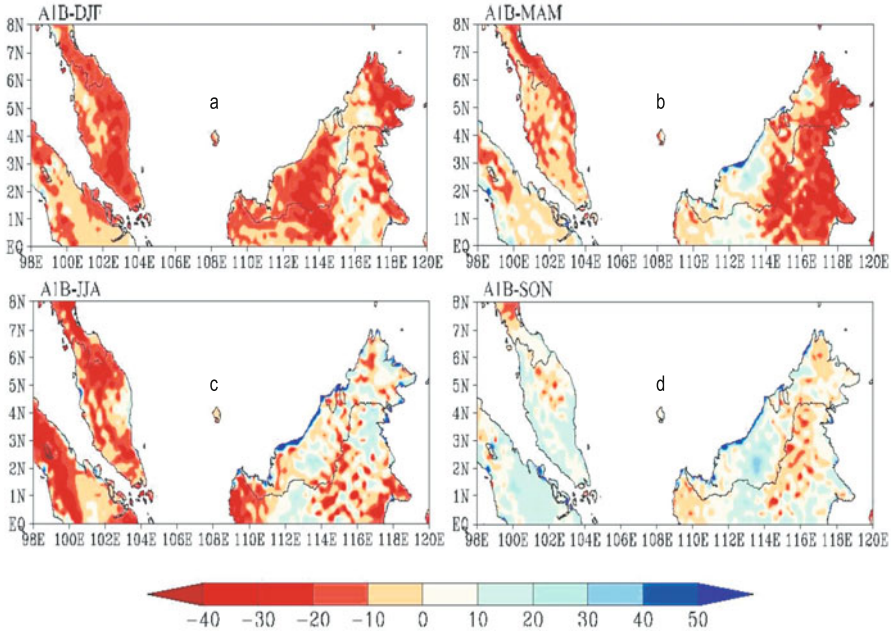 A1B-DJF A1B-MAM
8N 8N
7N 7N
6N 6N
5N a 5N b
4N 4N
3N 3N
2N 2N
1N 1N
EQ EQ
98E 100E 102E 104E 106E 108E 110E 112E 114E 116E 118E 120E 98E 100E 102E 104E 106E 108E 110E 112E 114E 116E 118E 120E
A1B-JJA A1B-SON
8N 8N
7N 7N
6N 6N
5N c 5N d
4N 4N
3N 3N
2N 2N
1N 1N
EQ EQ
98E 100E 102E 104E 106E 108E 110E 112E 114E 116E 118E 120E 98E 100E 102E 104E 106E 108E 110E 112E 114E 116E 118E 120E
-40 -30 -20 -10 0 10 20 30 40 50